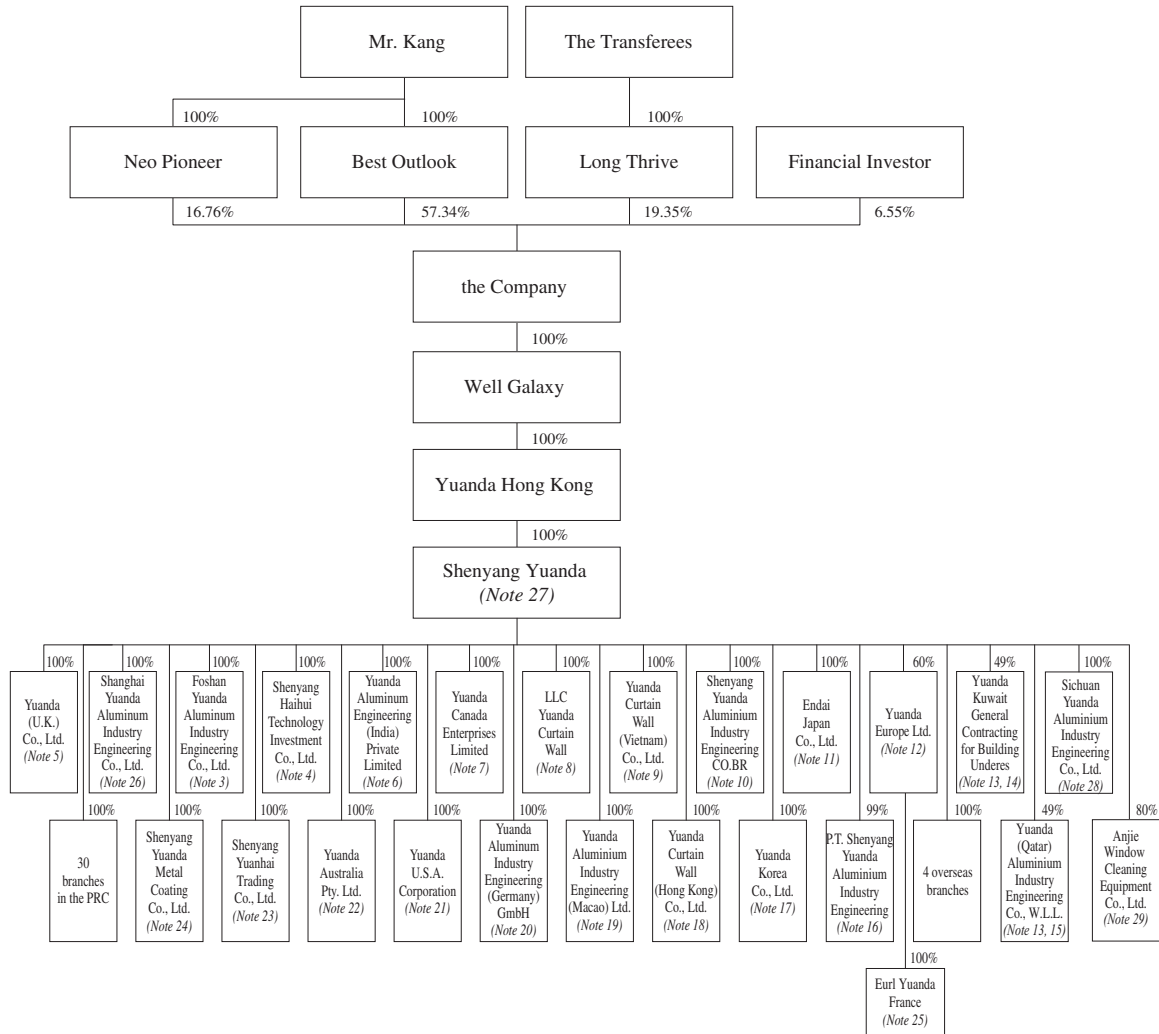 Mr. Kang
The Transferees
100%
100%
100%
Neo Pioneer
Best Outlook
Long Thrive
Financial Investor
16.76%
57.34%
19.35%
6.55%
the Company
100%
Well Galaxy
100%
Yuanda Hong Kong
100%
Shenyang Yuanda
(Note 27)
100%
100%
100%
100%
100%
100%
100%
100%
100%
100%
60%
49%
100%
Yuanda
(U.K.)
Co., Ltd.
(Note 5)
Shanghai
Yuanda
Aluminum
Industry
Engineering
Co., Ltd.
(Note 26)
Foshan
Yuanda
Aluminum
Industry
Engineering
Co., Ltd.
(Note 3)
Shenyang
Haihui
Technology
Investment
Co., Ltd.
(Note 4)
Yuanda
Aluminum
Engineering
(India)
Private
Limited
(Note 6)
Yuanda
Canada
Enterprises
Limited
(Note 7)
LLC
Yuanda
Curtain
Wall
(Note 8)
Yuanda
Curtain
Wall
(Vietnam)
Co., Ltd.
(Note 9)
Shenyang
Yuanda
Aluminium
Industry
Engineering
CO.BR
(Note 10)
Endai
Japan
Co., Ltd.
(Note 11)
Yuanda
Europe Ltd.
(Note 12)
Yuanda
Kuwait
General
Contracting
for Building
Underes
(Note 13, 14)
Sichuan
Yuanda
Aluminium
Industry
Engineering
Co., Ltd.
(Note 28)
100%
100%
100%
100%
100%
100%
100%
100%
100%
99%
100%
49%
80%
30
branches
in the PRC
Shenyang
Yuanda
Metal
Coating
Co., Ltd.
(Note 24)
Shenyang
Yuanhai
Trading
Co., Ltd.
(Note 23)
Yuanda
Australia
Pty. Ltd.
(Note 22)
Yuanda
U.S.A.
Corporation
(Note 21)
Yuanda
Aluminum
Industry
Engineering
(Germany)
GmbH
(Note 20)
Yuanda
Aluminium
Industry
Engineering
(Macao) Ltd.
(Note 19)
Yuanda
Curtain
Wall
(Hong Kong)
Co., Ltd.
(Note 18)
Yuanda
Korea
Co., Ltd.
(Note 17)
P.T. Shenyang
Yuanda
Aluminium
Industry
Engineering
(Note 16)
4 overseas
branches
Yuanda
(Qatar)
Aluminium
Industry
Engineering
Co., W.L.L.
(Note 13, 15)
Anjie
Window
Cleaning
Equipment
Co., Ltd.
(Note 29)
100%
Eurl Yuanda
France
(Note 25)